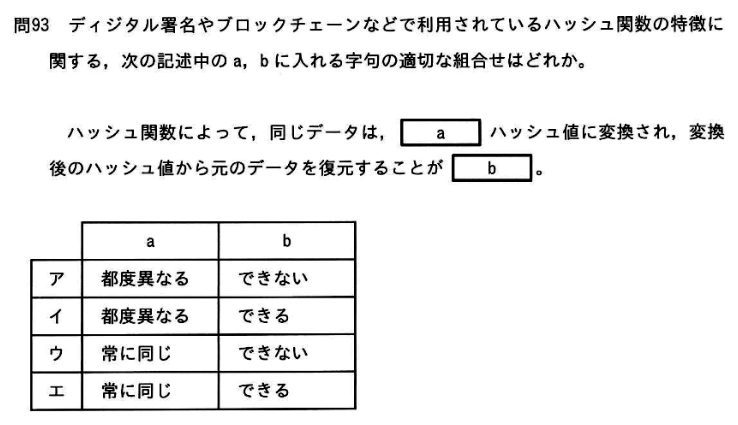 問93 ディジタル署名やブロックチェーンなどで利用されているハッシュ関数の特徴に
関する，次の記述中の a，b に入れる字句の適切な組合せはどれか。
ハッシュ関数によって，同じデータは， a ハッシュ値に変換され，変換
後のハッシュ値から元のデータを復元することが b 。
a b
ア 都度異なる できない
イ 都度異なる できる
ウ 常に同じ できない
エ 常に同じ できる